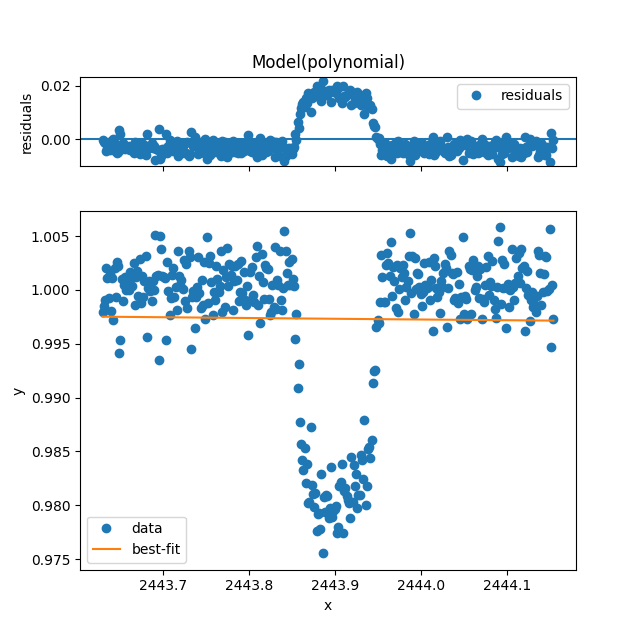 Model(polynomial)
0.02
0.00
residuals
residuals
1.005
1.000
0.995
0.990
0.985
0.980
0.975
y
data
best-fit
2443.7 2443.8 2443.9 2444.0 2444.1
x